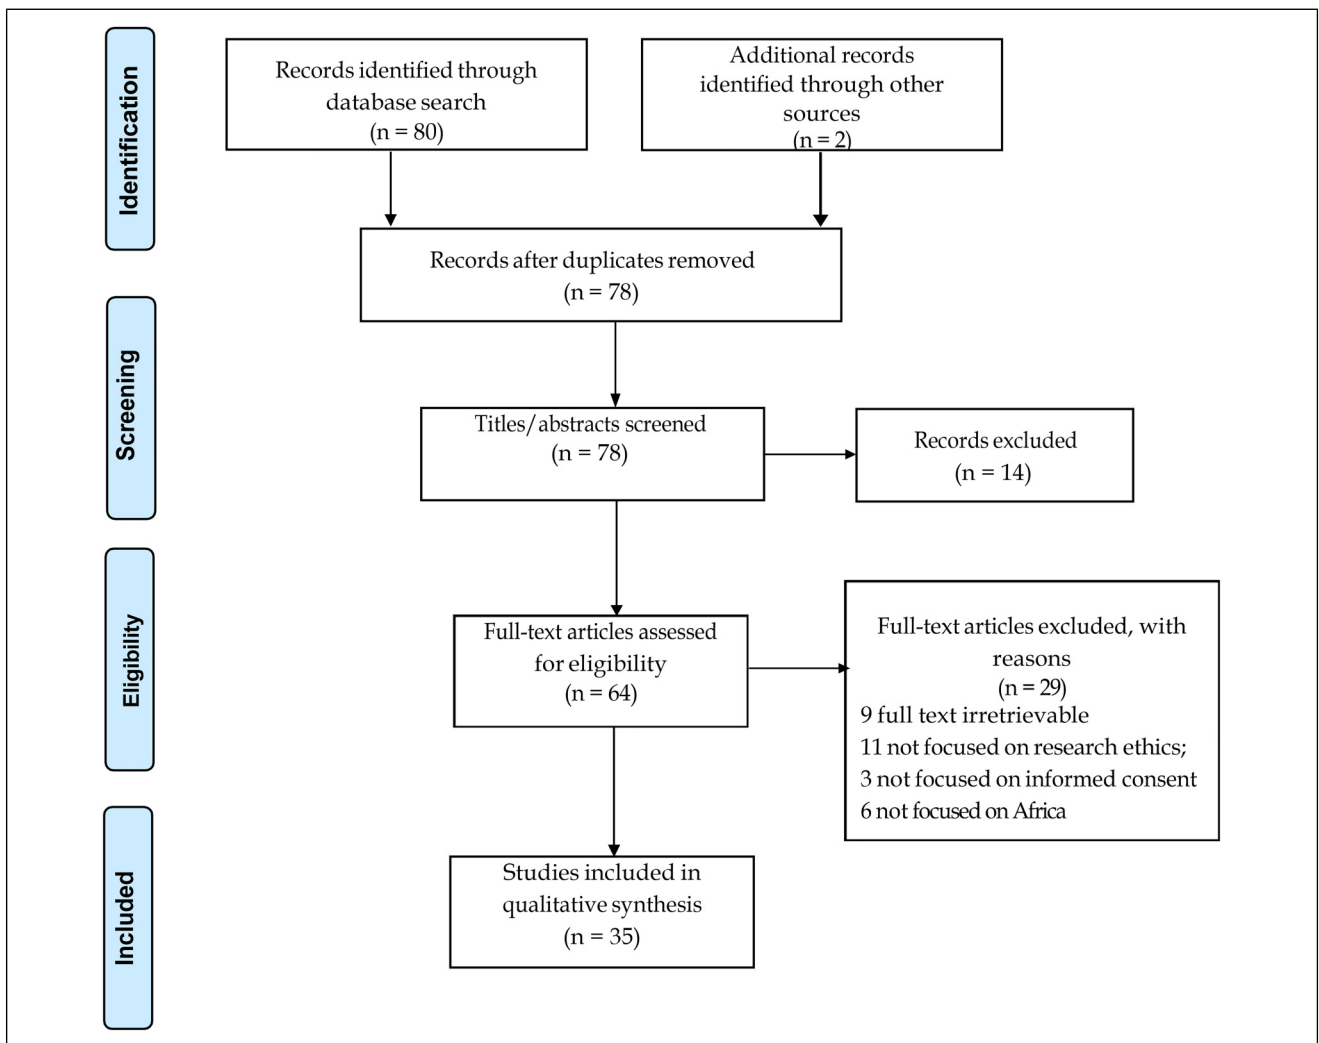 Identification
Records identified through
database search
(n = 80)
Additional records
identified through other
sources
(n = 2)
Records after duplicates removed
(n = 78)
Screening
Titles/abstracts screened
(n = 78)
Records excluded
(n = 14)
Eligibility
Full-text articles assessed
for eligibility
(n = 64)
Full-text articles excluded, with
reasons
(n = 29)
9 full text irretrievable
11 not focused on research ethics;
3 not focused on informed consent
6 not focused on Africa
Included
Studies included in
qualitative synthesis
(n = 35)